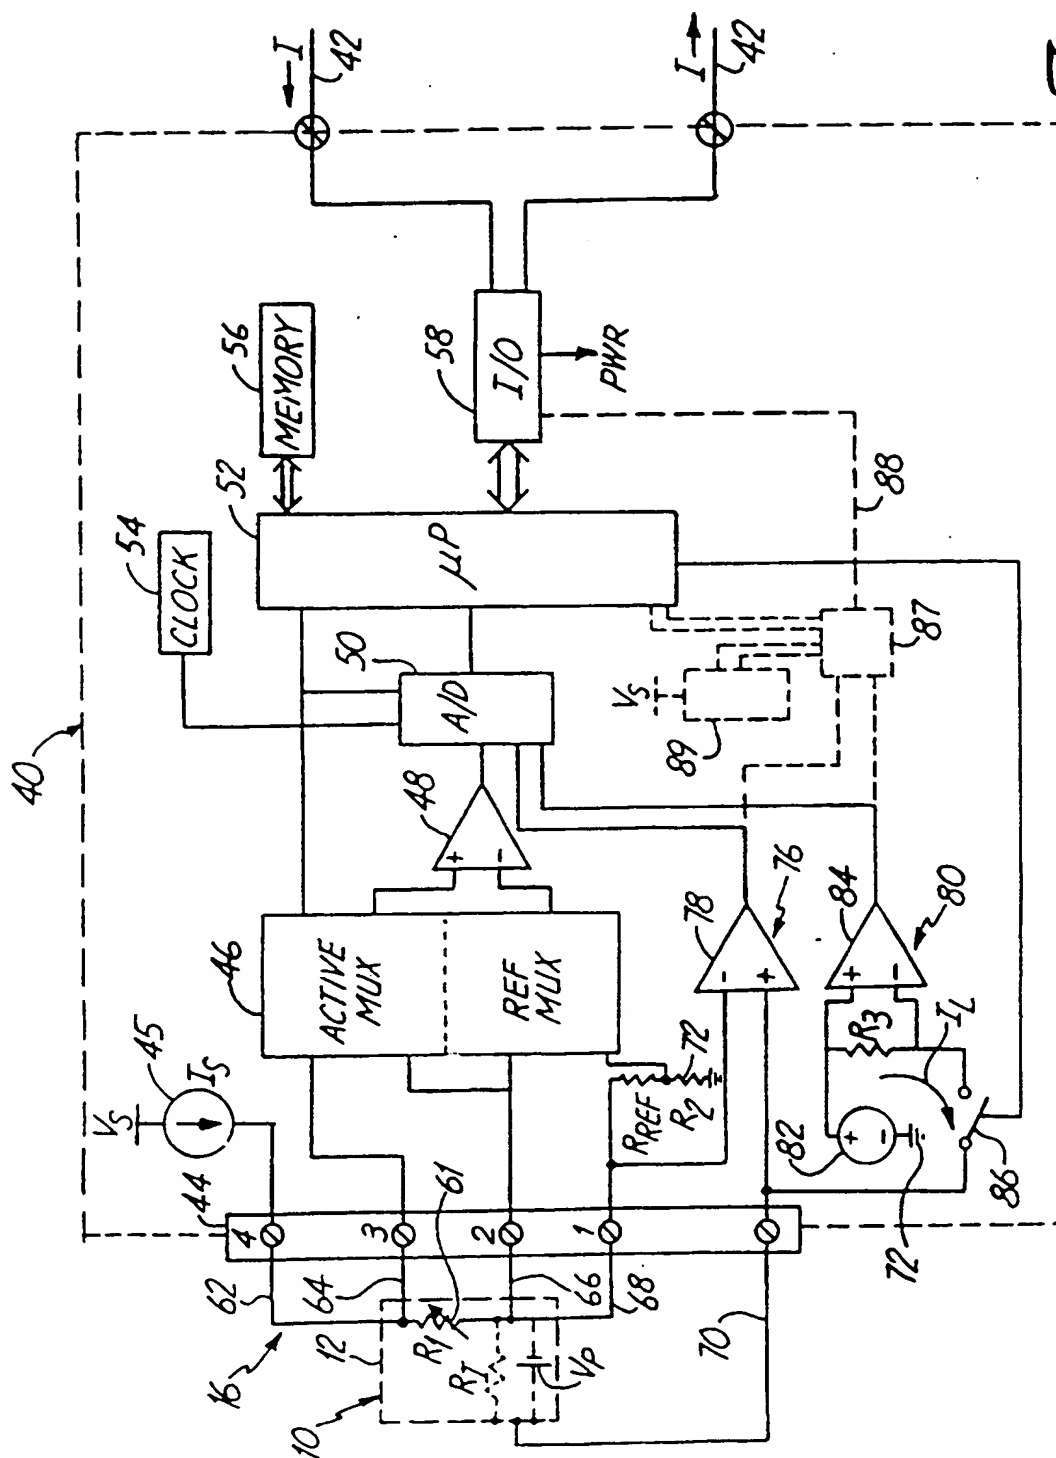 40
I
42
I
42
54
CLOCK
56
MEMORY
52
µP
58
I/O
PWR
50
A/D
48
+
−
46
ACTIVE
MUX
REF
MUX
45
VS
IS
44
4
3
2
1
62
64
61
66
68
16
12
10
R1
RI
VP
70
RREF
R2
72
78
−
+
76
84
+
−
80
R3
IL
82
+
−
72
86
VS
89
87
88